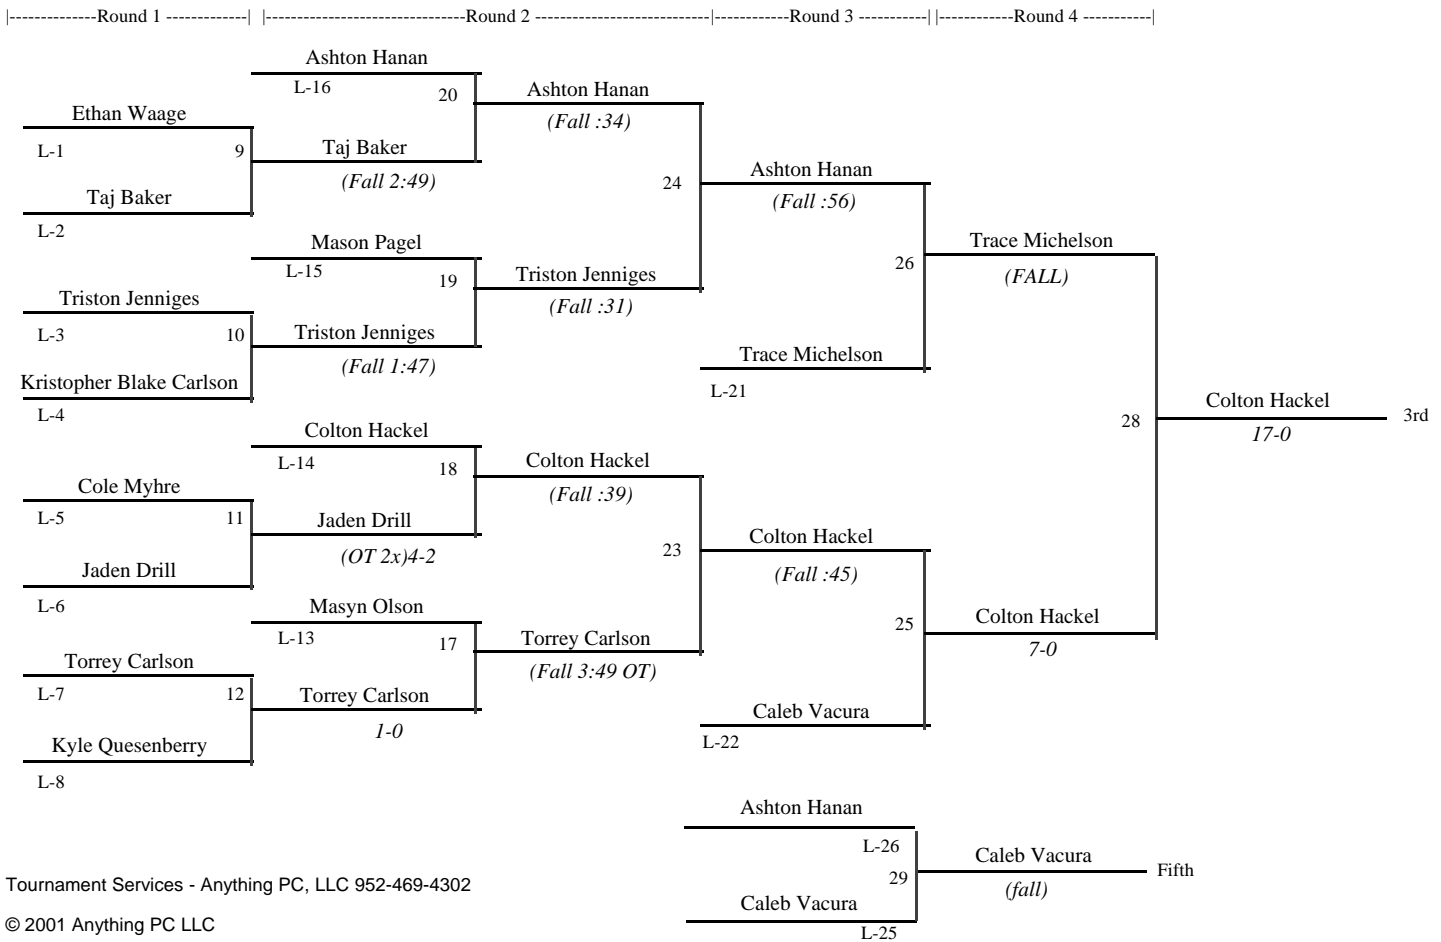 |--------------Round 1 -------------| |--------------------------------Round 2 ----------------------------|------------Round 3 -----------| |------------Round 4 -----------|
Ashton Hanan
L-16
20
Ashton Hanan
(Fall :34)
Ethan Waage
L-1
9
Taj Baker
(Fall 2:49)
Taj Baker
L-2
24
Ashton Hanan
(Fall :56)
Mason Pagel
L-15
19
Triston Jenniges
(Fall :31)
26
Trace Michelson
(FALL)
Triston Jenniges
L-3
10
Triston Jenniges
(Fall 1:47)
Kristopher Blake Carlson
L-4
Trace Michelson
L-21
28
Colton Hackel
17-0
3rd
Colton Hackel
L-14
18
Colton Hackel
(Fall :39)
Cole Myhre
L-5
11
Jaden Drill
(OT 2x)4-2
Jaden Drill
L-6
23
Colton Hackel
(Fall :45)
Masyn Olson
L-13
17
Torrey Carlson
(Fall 3:49 OT)
25
Colton Hackel
7-0
Torrey Carlson
L-7
12
Torrey Carlson
1-0
Kyle Quesenberry
L-8
Caleb Vacura
L-22
Ashton Hanan
L-26
29
Caleb Vacura
(fall)
Fifth
Caleb Vacura
L-25
Tournament Services - Anything PC, LLC 952-469-4302
© 2001 Anything PC LLC